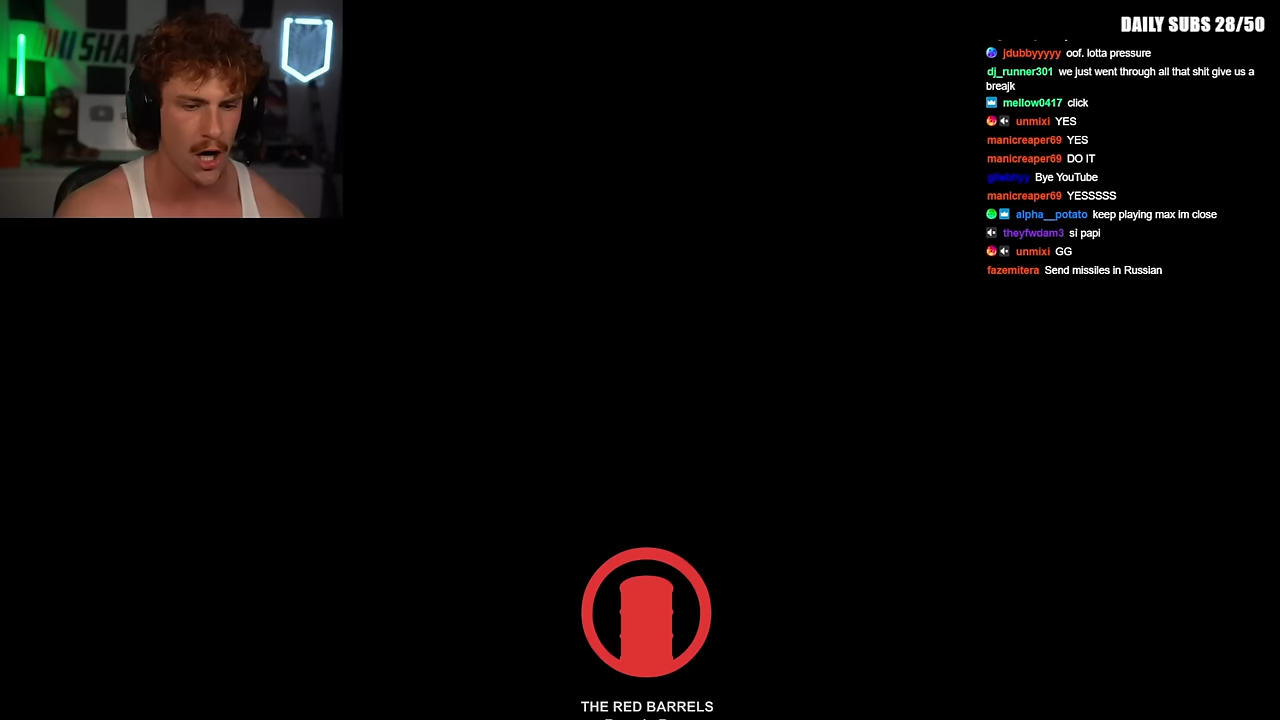 SHA
DAILY SUBS 28/50
jdubbyyyyy oof. lotta pressure
dj_runner301 we just went through all that shit give us a
breajk
mellow0417 click
unmixi YES
manicreaper69 YES
manicreaper69 DO IT
Bye YouTube
manicreaper69 YESSSSS
alpha__potato keep playing max im close
theyfwdam3 si papi
unmixi GG
fazemitera Send missiles in Russian
THE RED BARRELS